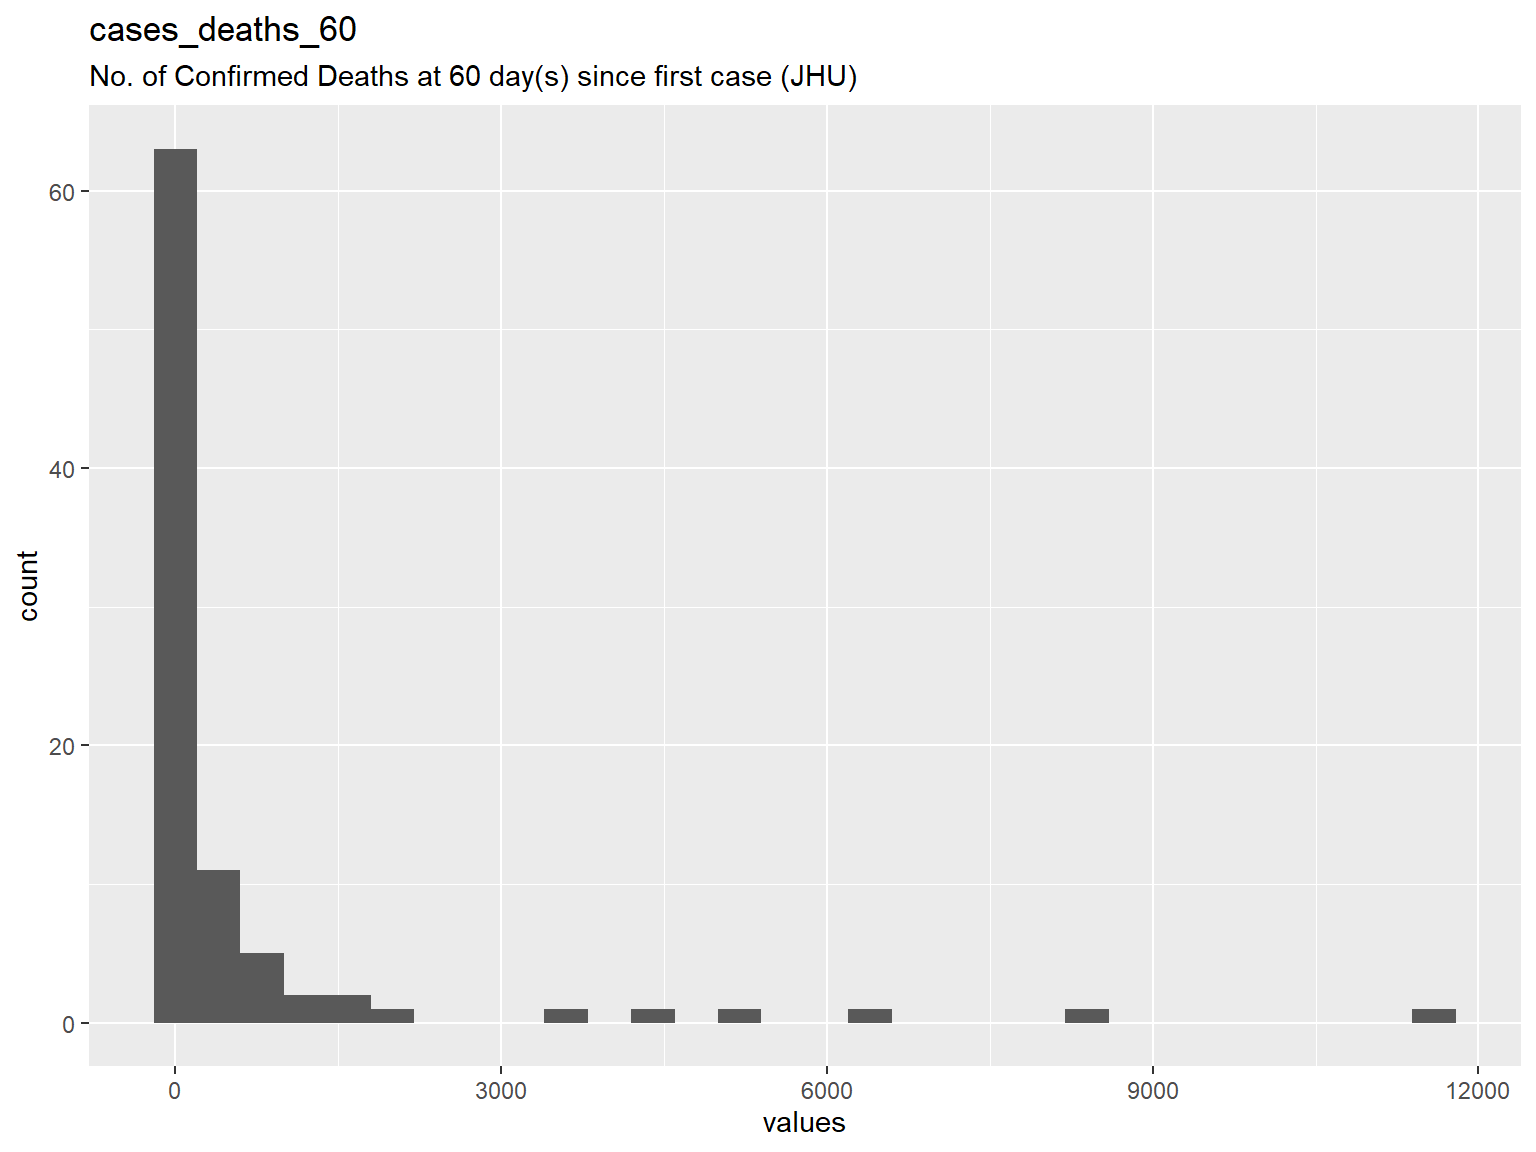 cases_deaths_60
No. of Confirmed Deaths at 60 day(s) since first case (JHU)
60
40
20
0
count
0 3000 6000 9000 12000
values